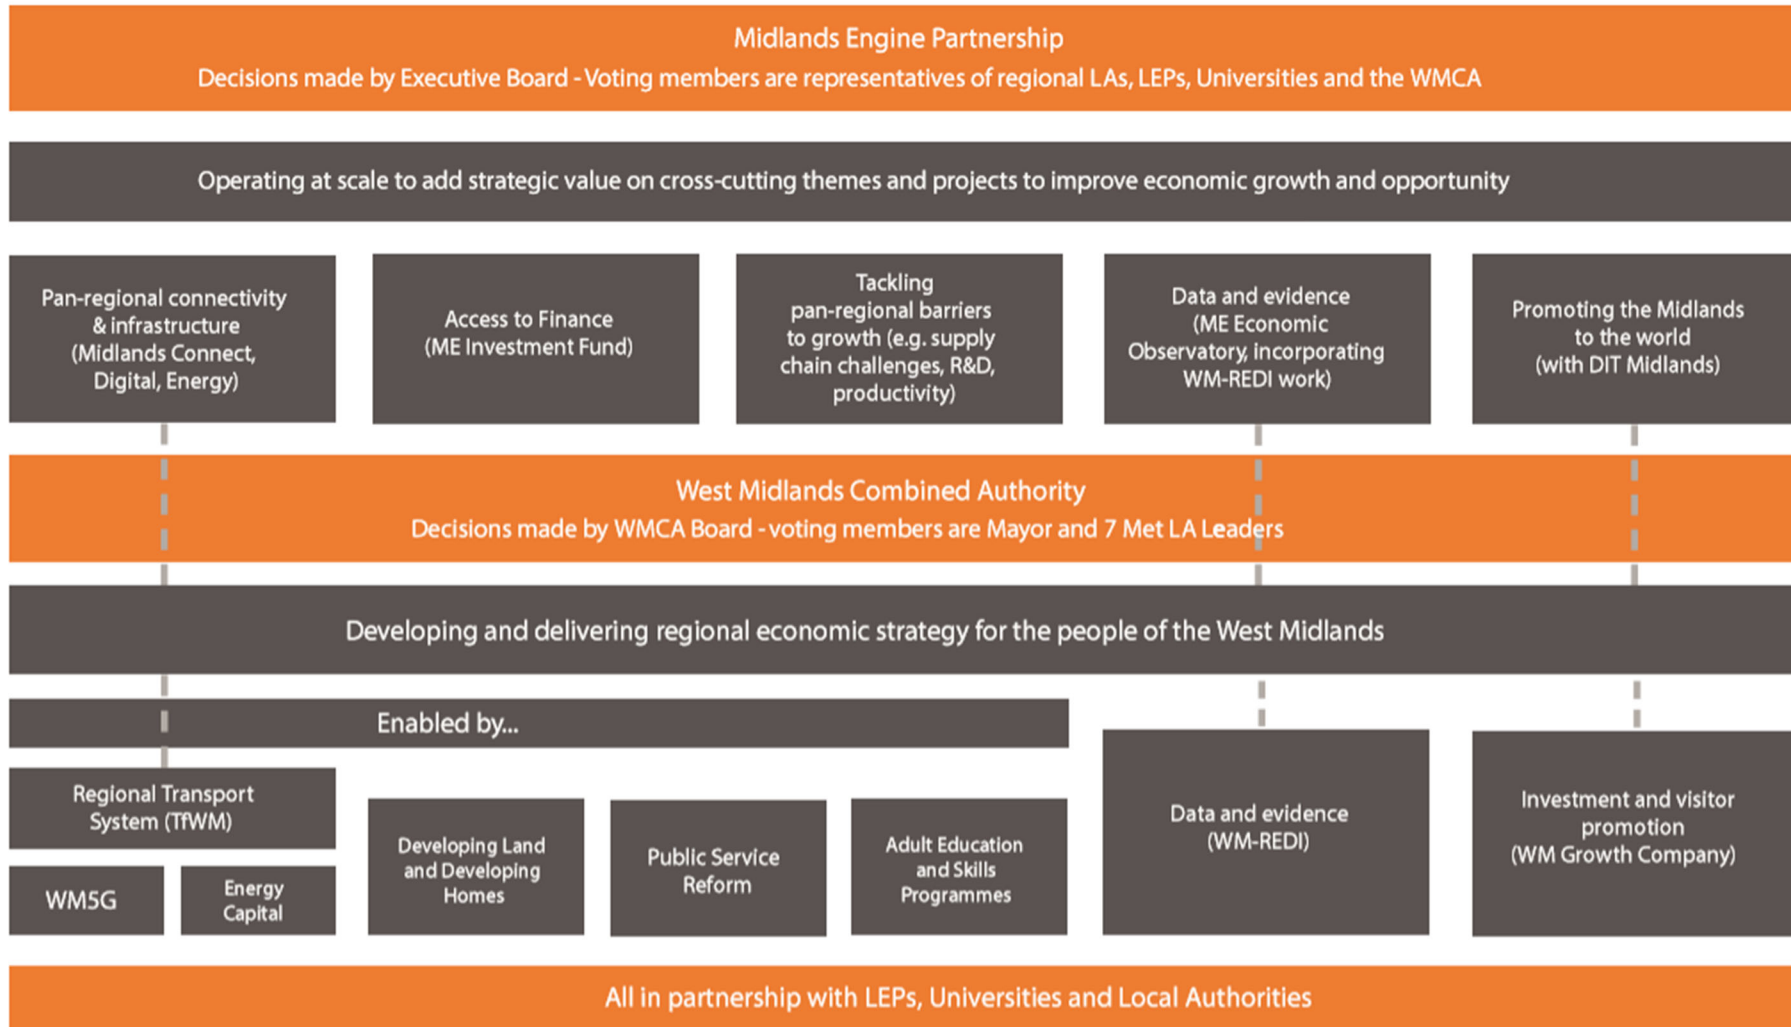 Midlands Engine Partnership
Decisions made by Executive Board - Voting members are representatives of regional LAs, LEPs, Universities and the WMCA
Operating at scale to add strategic value on cross-cutting themes and projects to improve economic growth and opportunity
Pan-regional connectivity
& infrastructure
(Midlands Connect,
Digital, Energy)
Access to Finance
(ME Investment Fund)
Tackling
pan-regional barriers
to growth (e.g. supply
chain challenges, R&D,
productivity)
Data and evidence
(ME Economic
Observatory, incorporating
WM-REDI work)
Promoting the Midlands
to the world
(with DIT Midlands)
West Midlands Combined Authority
Decisions made by WMCA Board - voting members are Mayor and 7 Met LA Leaders
Developing and delivering regional economic strategy for the people of the West Midlands
Enabled by...
Regional Transport
System (TfWM)
WM5G
Energy
Capital
Developing Land
and Developing
Homes
Public Service
Reform
Adult Education
and Skills
Programmes
Data and evidence
(WM-REDI)
Investment and visitor
promotion
(WM Growth Company)
All in partnership with LEPs, Universities and Local Authorities